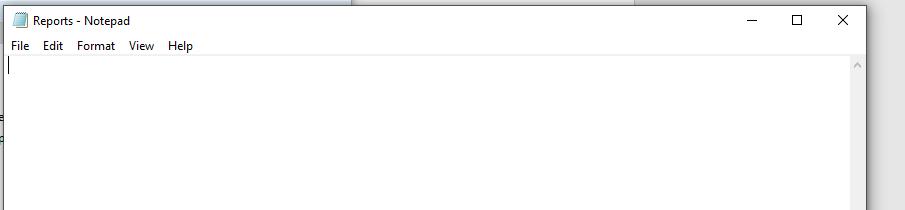 Reports - Notepad
File Edit Format View Help